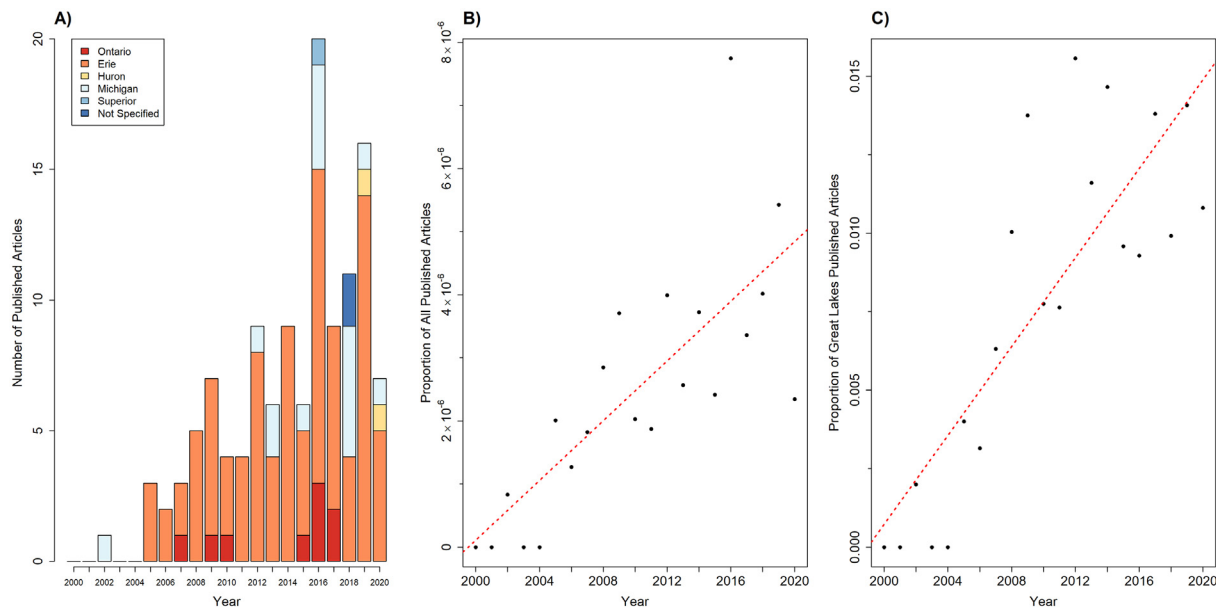 A)
20
15
10
5
0
Number of Published Articles
Ontario
Erie
Huron
Michigan
Superior
Not Specified
2000 2002 2004 2006 2008 2010 2012 2014 2016 2018 2020
Year
B)
8×10⁻⁶
6×10⁻⁶
4×10⁻⁶
2×10⁻⁶
0
Proportion of All Published Articles
2000 2004 2008 2012 2016 2020
Year
C)
0.015
0.010
0.005
0.000
Proportion of Great Lakes Published Articles
2000 2004 2008 2012 2016 2020
Year